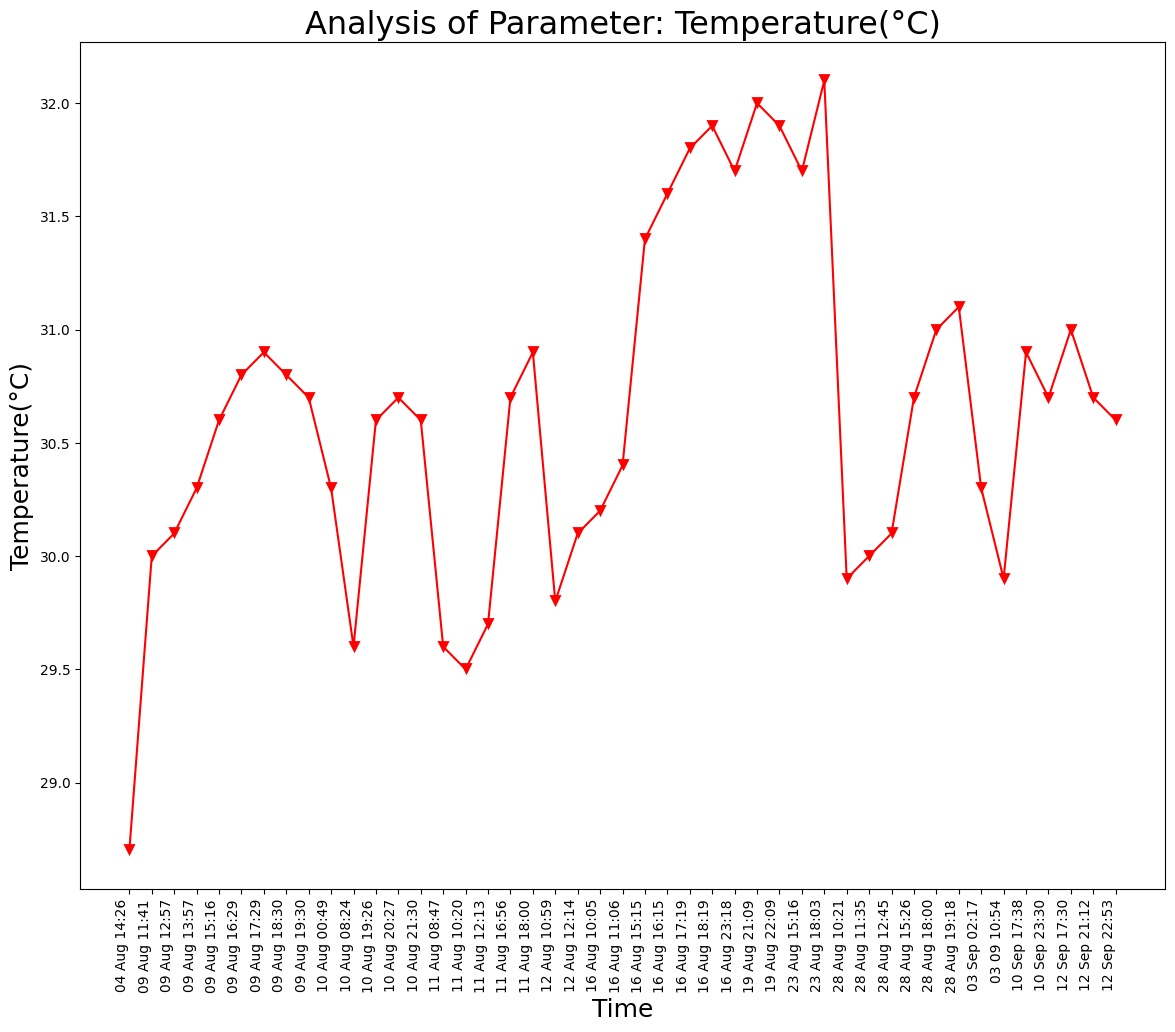 Analysis of Parameter: Temperature(°C)
32.0
31.5
31.0
30.5
30.0
29.5
29.0
Temperature(°C)
04 Aug 14:26
09 Aug 11:41
09 Aug 12:57
09 Aug 13:57
09 Aug 15:16
09 Aug 16:29
09 Aug 17:29
09 Aug 18:30
09 Aug 19:30
10 Aug 00:49
10 Aug 08:24
10 Aug 19:26
10 Aug 20:27
10 Aug 21:30
11 Aug 08:47
11 Aug 10:20
11 Aug 12:13
11 Aug 16:56
11 Aug 18:00
12 Aug 10:59
12 Aug 12:14
16 Aug 10:05
16 Aug 11:06
16 Aug 15:15
16 Aug 16:15
16 Aug 17:19
16 Aug 18:19
16 Aug 23:18
19 Aug 21:09
19 Aug 22:09
23 Aug 15:16
23 Aug 18:03
28 Aug 10:21
28 Aug 11:35
28 Aug 12:45
28 Aug 15:26
28 Aug 18:00
28 Aug 19:18
03 Sep 02:17
03 09 10:54
10 Sep 17:38
10 Sep 23:30
12 Sep 17:30
12 Sep 21:12
12 Sep 22:53
Time